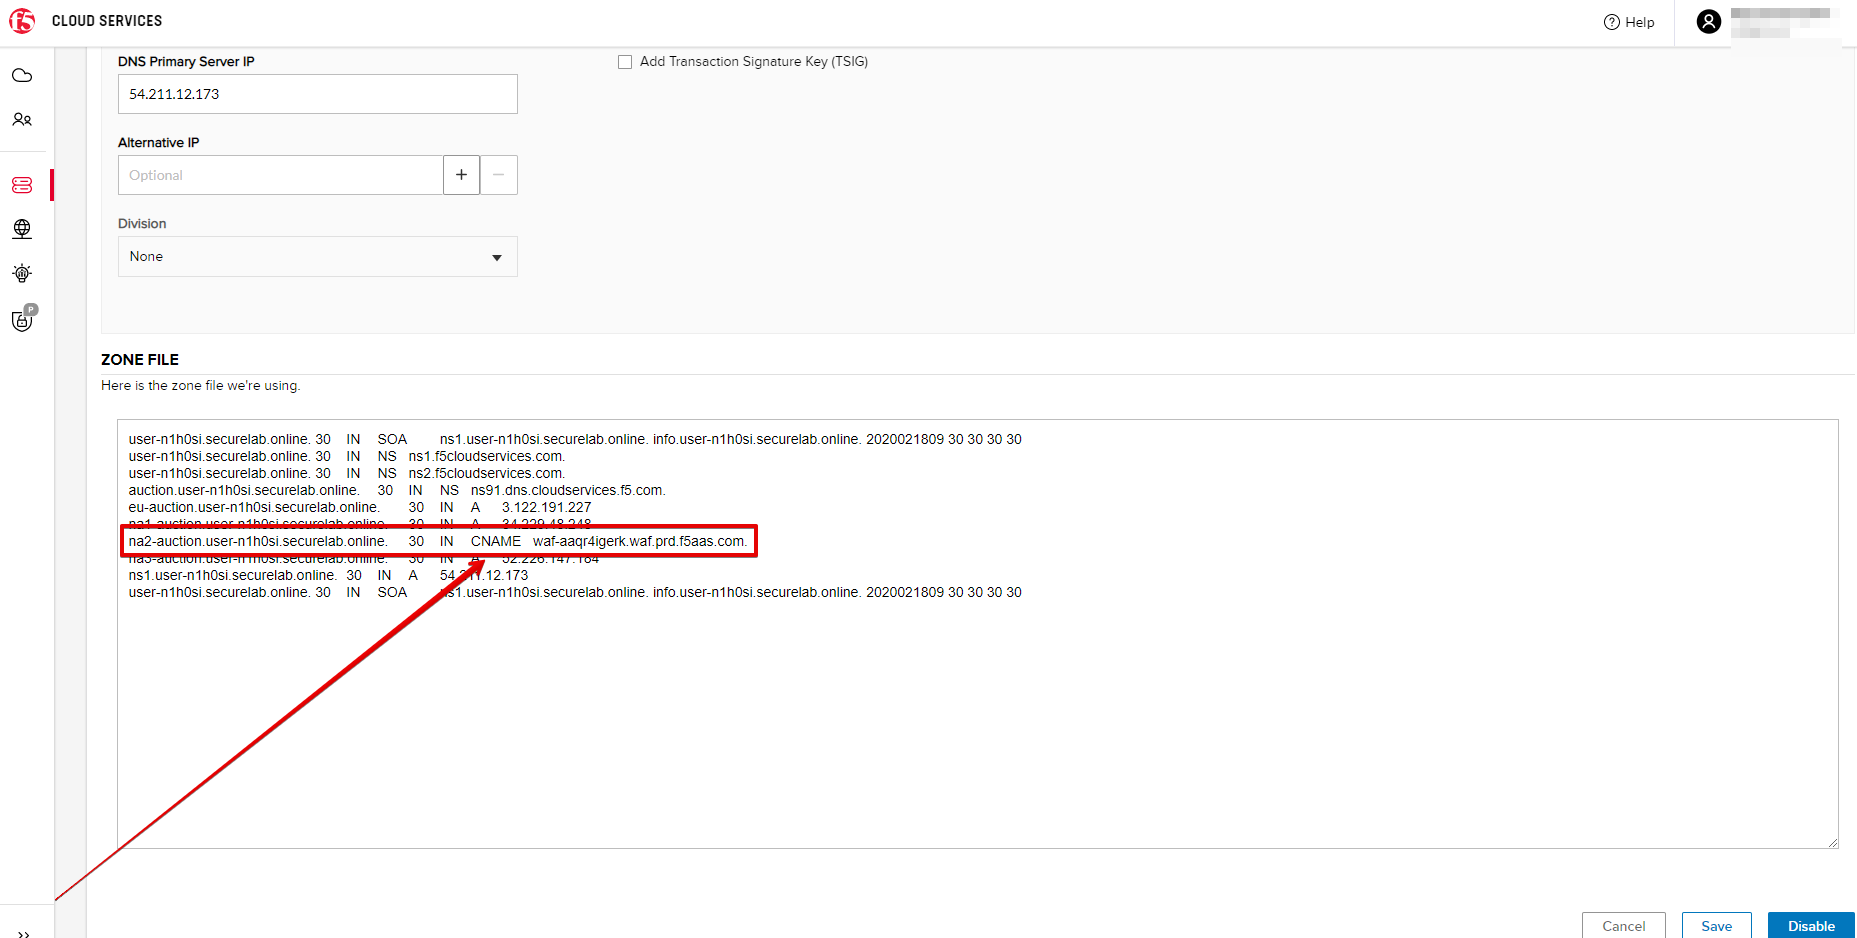 f5 CLOUD SERVICES
Help
DNS Primary Server IP
Add Transaction Signature Key (TSIG)
54.211.12.173
Alternative IP
Optional
Division
None
P
ZONE FILE
Here is the zone file we're using.
user-n1h0si.securelab.online. 30 IN SOA ns1.user-n1h0si.securelab.online. info.user-n1h0si.securelab.online. 2020021809 30 30 30 30
user-n1h0si.securelab.online. 30 IN NS ns1.f5cloudservices.com.
user-n1h0si.securelab.online. 30 IN NS ns2.f5cloudservices.com.
auction.user-n1h0si.securelab.online. 30 IN NS ns91.dns.cloudservices.f5.com.
eu-auction.user-n1h0si.securelab.online. 30 IN A 3.122.191.227
na1-auction.user-n1h0si.securelab.online. 30 IN A 34.229.48.248
na2-auction.user-n1h0si.securelab.online. 30 IN CNAME waf-aaqr4igerk.waf.prd.f5aas.com.
na3-auction.user-n1h0si.securelab.online. 30 IN A 52.226.147.184
ns1.user-n1h0si.securelab.online. 30 IN A 54.211.12.173
user-n1h0si.securelab.online. 30 IN SOA ns1.user-n1h0si.securelab.online. info.user-n1h0si.securelab.online. 2020021809 30 30 30 30
Cancel
Save
Disable